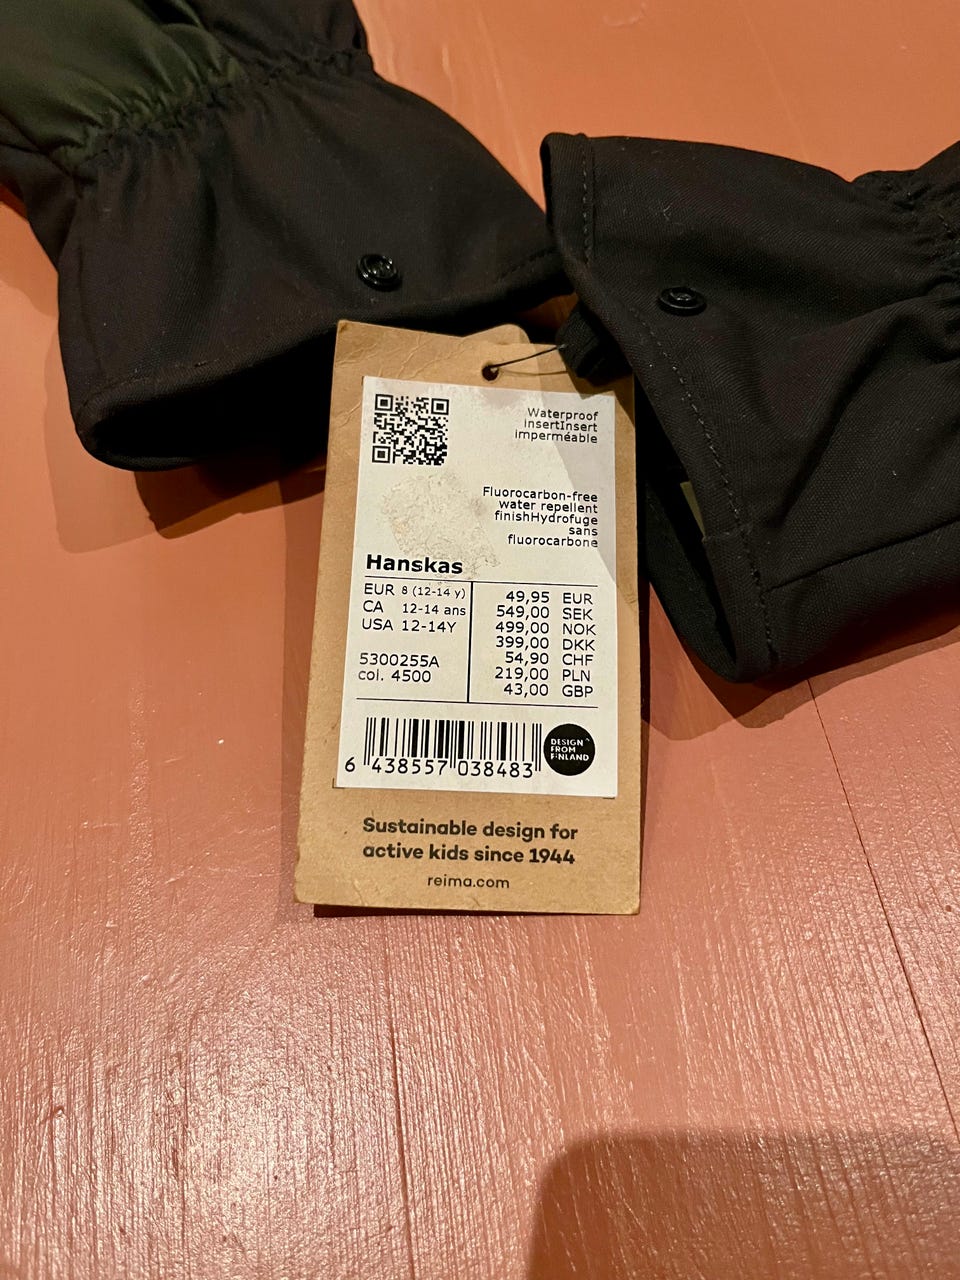 Waterproof
insertInsert
imperméable
Fluorocarbon-free
water repellent
finishHydrofuge
sans
fluorocarbone
Hanskas
EUR 8 (12-14 y)
CA 12-14 ans
USA 12-14Y
5300255A
col. 4500
49,95 EUR
549,00 SEK
499,00 NOK
399,00 DKK
54,90 CHF
219,00 PLN
43,00 GBP
6 438557 038483
DESIGN
FROM
FINLAND
Sustainable design for
active kids since 1944
reima.com